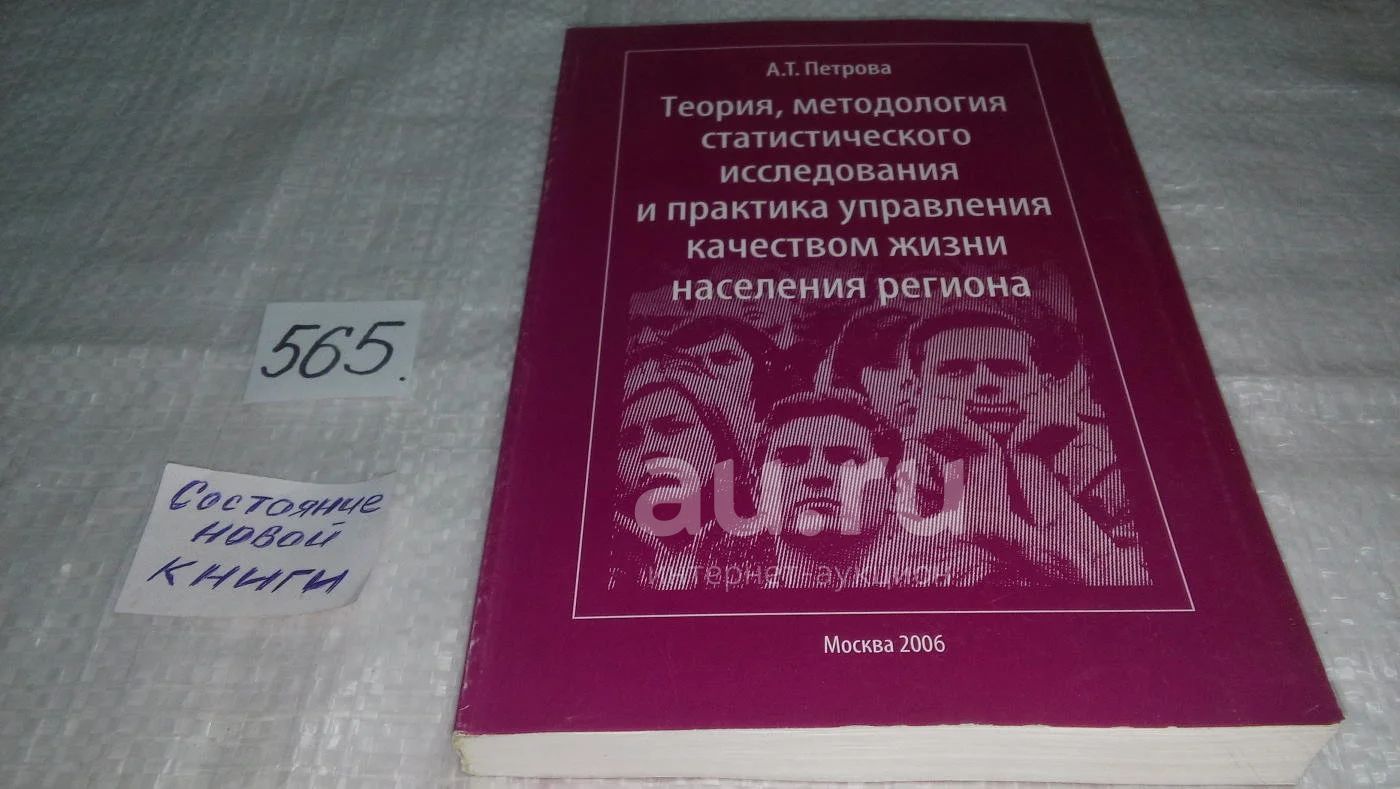 А.Т. Петрова
Теория, методология
статистического
исследования
и практика управления
качеством жизни
населения региона
565.
Состояние
новой
книги
au.ru
интернет-аукцион
Москва 2006